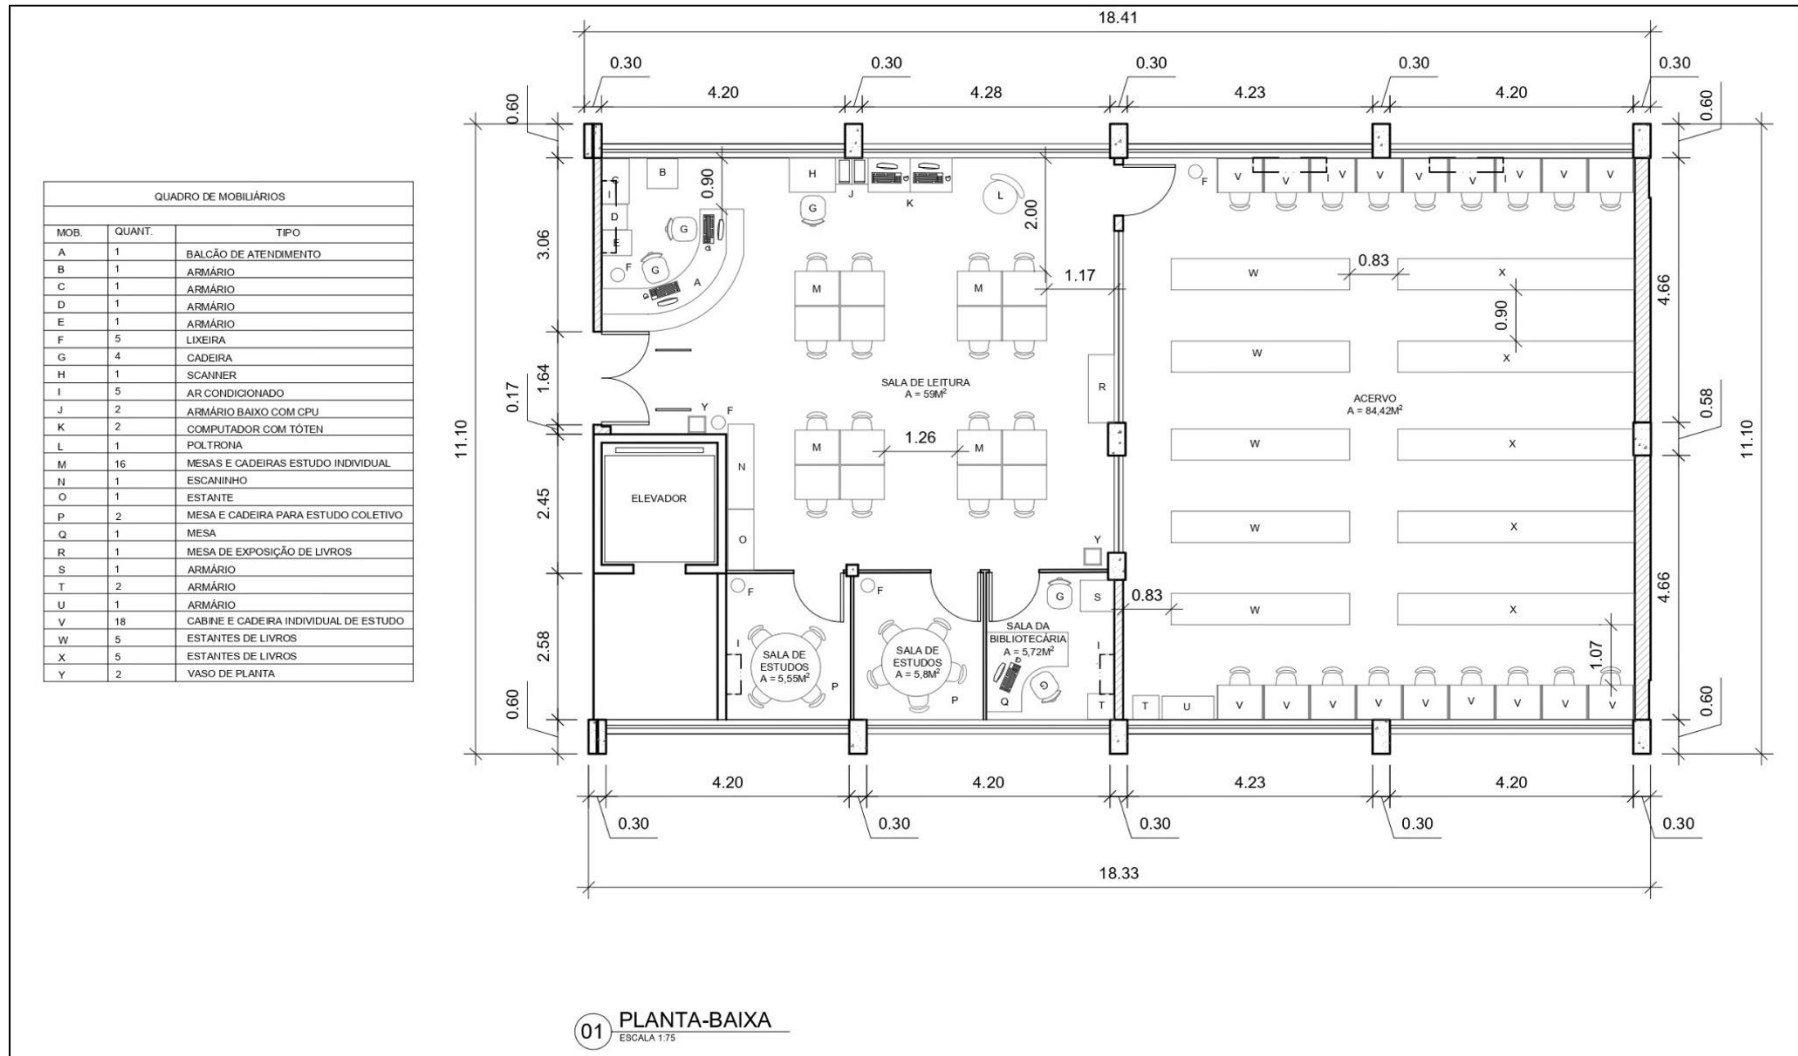 18.41
0.30 0.30 0.30 0.30 0.30
4.20 4.28 4.23 4.20
0.60 0.60
QUADRO DE MOBILIÁRIOS
MOB. QUANT. TIPO
A 1 BALCÃO DE ATENDIMENTO
B 1 ARMÁRIO
C 1 ARMÁRIO
D 1 ARMÁRIO
E 1 ARMÁRIO
F 5 LIXEIRA
G 4 CADEIRA
H 1 SCANNER
I 5 AR CONDICIONADO
J 2 ARMÁRIO BAIXO COM CPU
K 2 COMPUTADOR COM TÓTEN
L 1 POLTRONA
M 16 MESAS E CADEIRAS ESTUDO INDIVIDUAL
N 1 ESCANINHO
O 1 ESTANTE
P 2 MESA E CADEIRA PARA ESTUDO COLETIVO
Q 1 MESA
R 1 MESA DE EXPOSIÇÃO DE LIVROS
S 1 ARMÁRIO
T 2 ARMÁRIO
U 1 ARMÁRIO
V 18 CABINE E CADEIRA INDIVIDUAL DE ESTUDO
W 5 ESTANTES DE LIVROS
X 5 ESTANTES DE LIVROS
Y 2 VASO DE PLANTA
11.10
3.06
0.17
1.64
2.45
2.58
0.60
C B H J K L F V V V V V V V V V
I
D G G
E
F G A
0.90
2.00
1.17
M M
W 0.83 X
0.90
W X
R
SALA DE LEITURA
A = 59M²
ACERVO
A = 84,42M²
Y F
M 1.26 M
N
ELEVADOR
O
Y
W X
W X
W X
0.83
1.07
F F G S
I
SALA DE
ESTUDOS
A = 5,55M²
P
SALA DE
ESTUDOS
A = 5,8M²
P
SALA DA
BIBLIOTECÁRIA
A = 5,72M²
I
G
Q T T U V V V V V V V V V
4.66
0.58
4.66
0.60
11.10
4.20 4.20 4.23 4.20
0.30 0.30 0.30 0.30 0.30
18.33
01 PLANTA-BAIXA
ESCALA 1:75